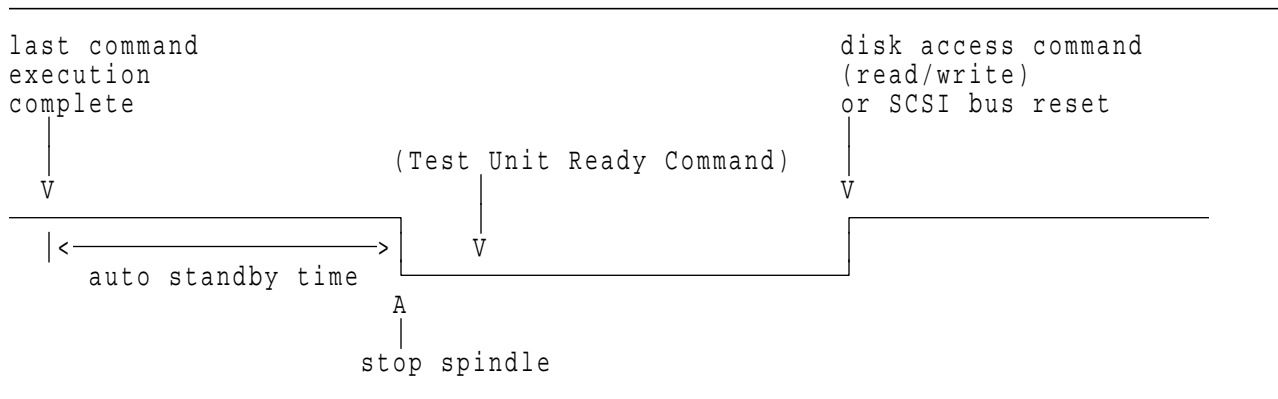 last command
execution
complete
disk access command
(read/write)
or SCSI bus reset
(Test Unit Ready Command)
V
V
|<
>
V
auto standby time
A
stop spindle